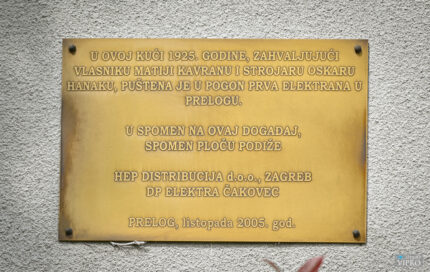 U OVOJ KUĆI 1925. GODINE, ZAHVALJUJUĆI
VLASNIKU MATIJI KAVRANU I STROJARU OSKARU
HANAKU, PUŠTENA JE U POGON PRVA ELEKTRANA U
PRELOGU.
U SPOMEN NA OVAJ DOGAĐAJ,
SPOMEN PLOČU PODIŽE
HEP DISTRIBUCIJA d.o.o., ZAGREB
DP ELEKTRA ČAKOVEC
PRELOG, listopada 2005. god.